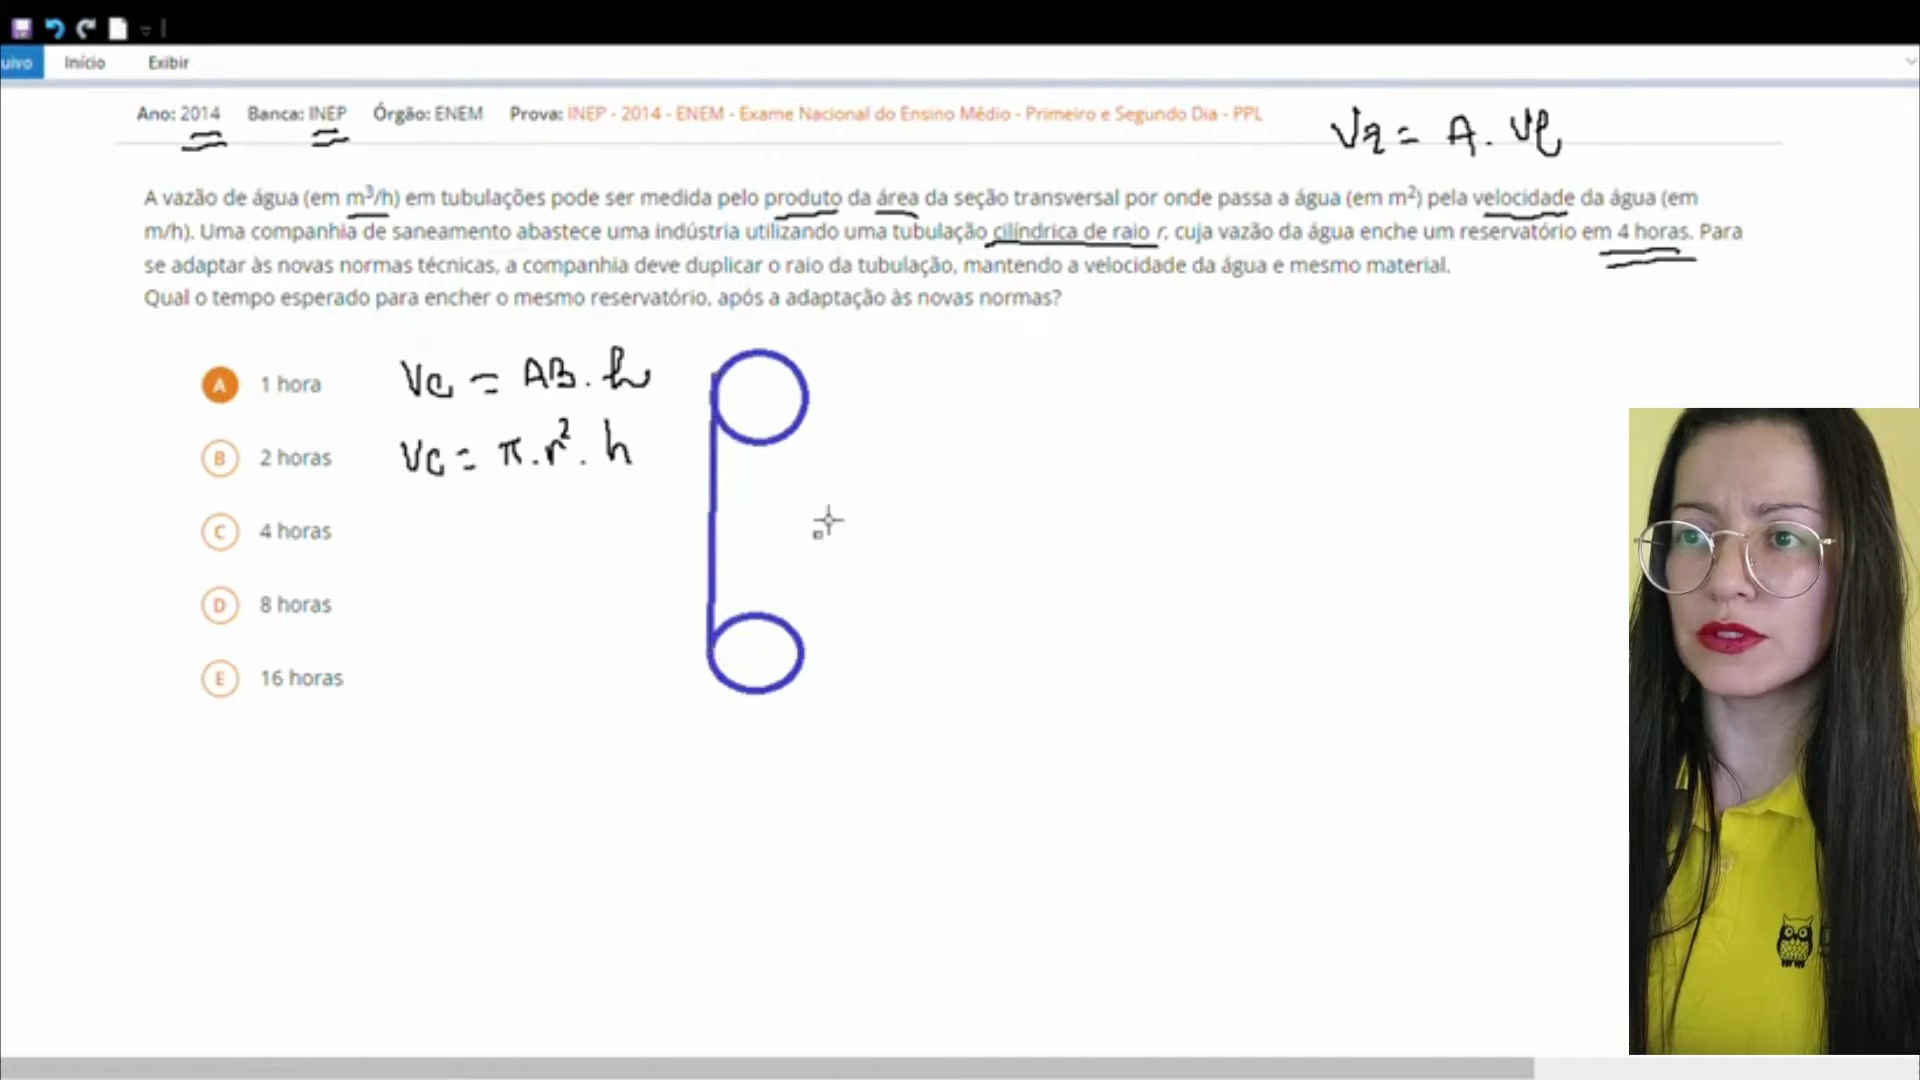 uivo Início Exibir
Ano: 2014 Banca: INEP Órgão: ENEM Prova: INEP - 2014 - ENEM - Exame Nacional do Ensino Médio - Primeiro e Segundo Dia - PPL
Vz = A . Vl
A vazão de água (em m³/h) em tubulações pode ser medida pelo produto da área da seção transversal por onde passa a água (em m²) pela velocidade da água (em
m/h). Uma companhia de saneamento abastece uma indústria utilizando uma tubulação cilíndrica de raio r, cuja vazão da água enche um reservatório em 4 horas. Para
se adaptar às novas normas técnicas, a companhia deve duplicar o raio da tubulação, mantendo a velocidade da água e mesmo material.
Qual o tempo esperado para encher o mesmo reservatório, após a adaptação às novas normas?
A 1 hora
Vc = AB . h
B 2 horas
Vc = π . r² . h
C 4 horas
D 8 horas
E 16 horas